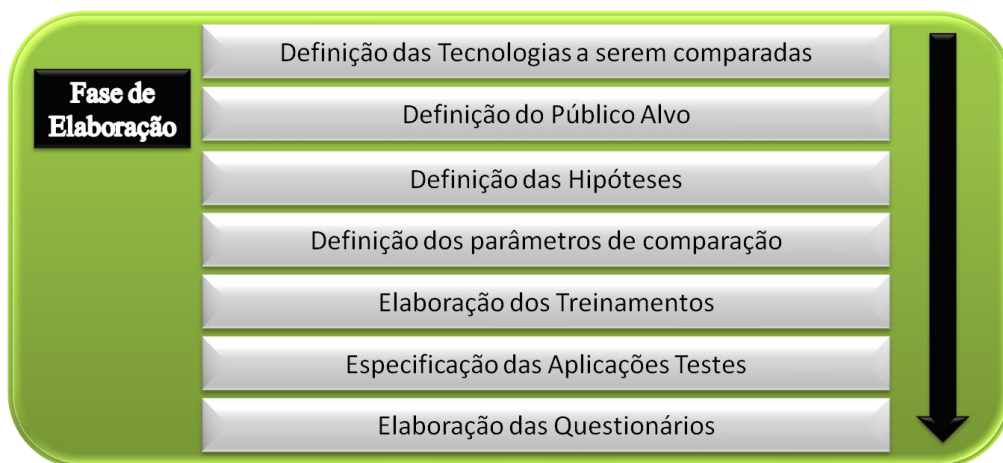 Definição das Tecnologias a serem comparadas
Fase de
Elaboração
Definição do Público Alvo
Definição das Hipóteses
Definição dos parâmetros de comparação
Elaboração dos Treinamentos
Especificação das Aplicações Testes
Elaboração das Questionários